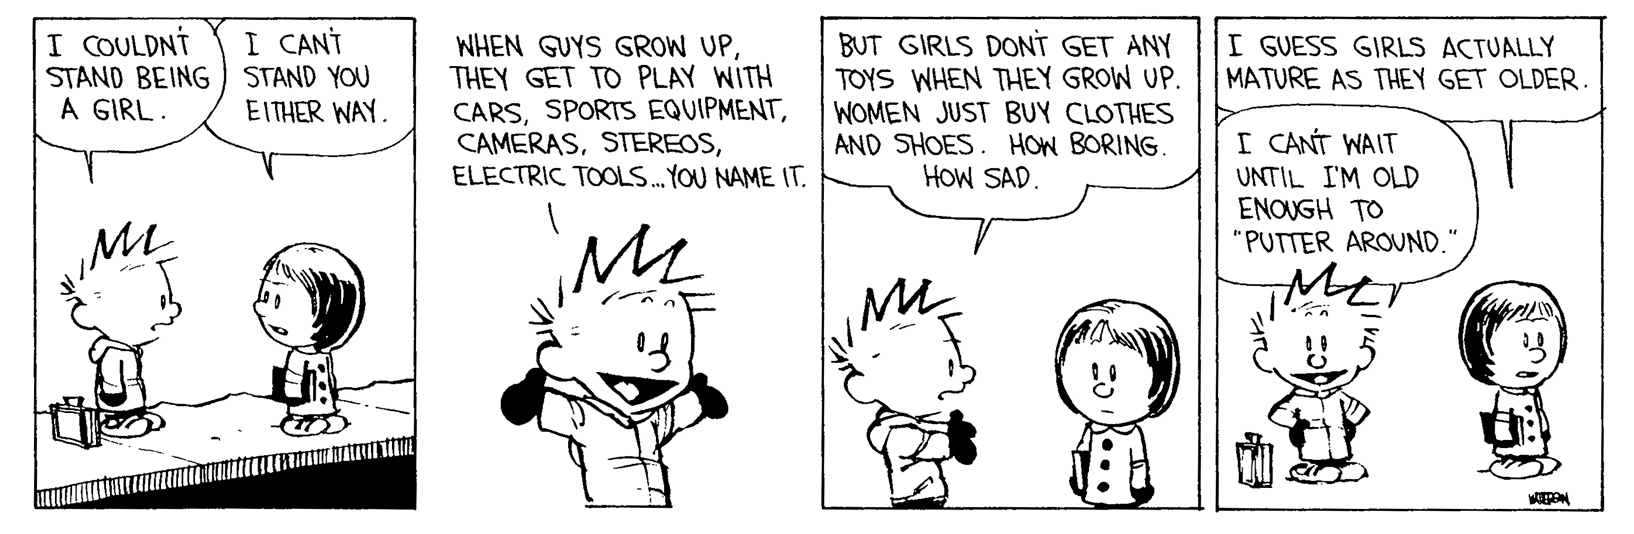 I COULDN'T
STAND BEING
A GIRL.
I CAN'T
STAND YOU
EITHER WAY.
WHEN GUYS GROW UP,
THEY GET TO PLAY WITH
CARS, SPORTS EQUIPMENT,
CAMERAS, STEREOS,
ELECTRIC TOOLS...YOU NAME IT.
BUT GIRLS DON'T GET ANY
TOYS WHEN THEY GROW UP.
WOMEN JUST BUY CLOTHES
AND SHOES. HOW BORING.
HOW SAD.
I GUESS GIRLS ACTUALLY
MATURE AS THEY GET OLDER.
I CAN'T WAIT
UNTIL I'M OLD
ENOUGH TO
"PUTTER AROUND."
WATTERSON